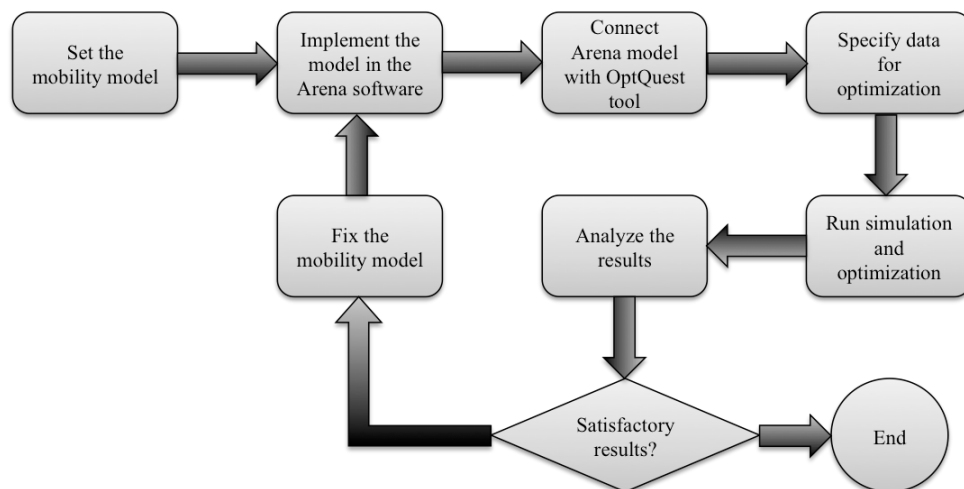 Set the
mobility model
Implement the
model in the
Arena software
Connect
Arena model
with OptQuest
tool
Specify data
for
optimization
Fix the
mobility model
Analyze the
results
Run simulation
and
optimization
Satisfactory
results?
End